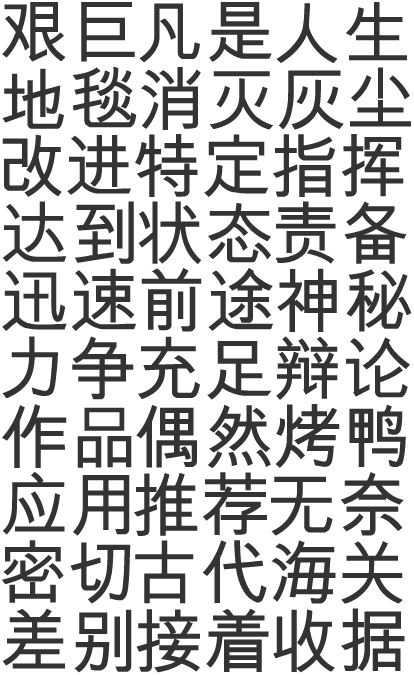 艰巨凡是人生
地毯消灭灰尘
改进特定指挥
达到状态责备
迅速前途神秘
力争充足辩论
作品偶然烤鸭
应用推荐无奈
密切古代海关
差别接着收据